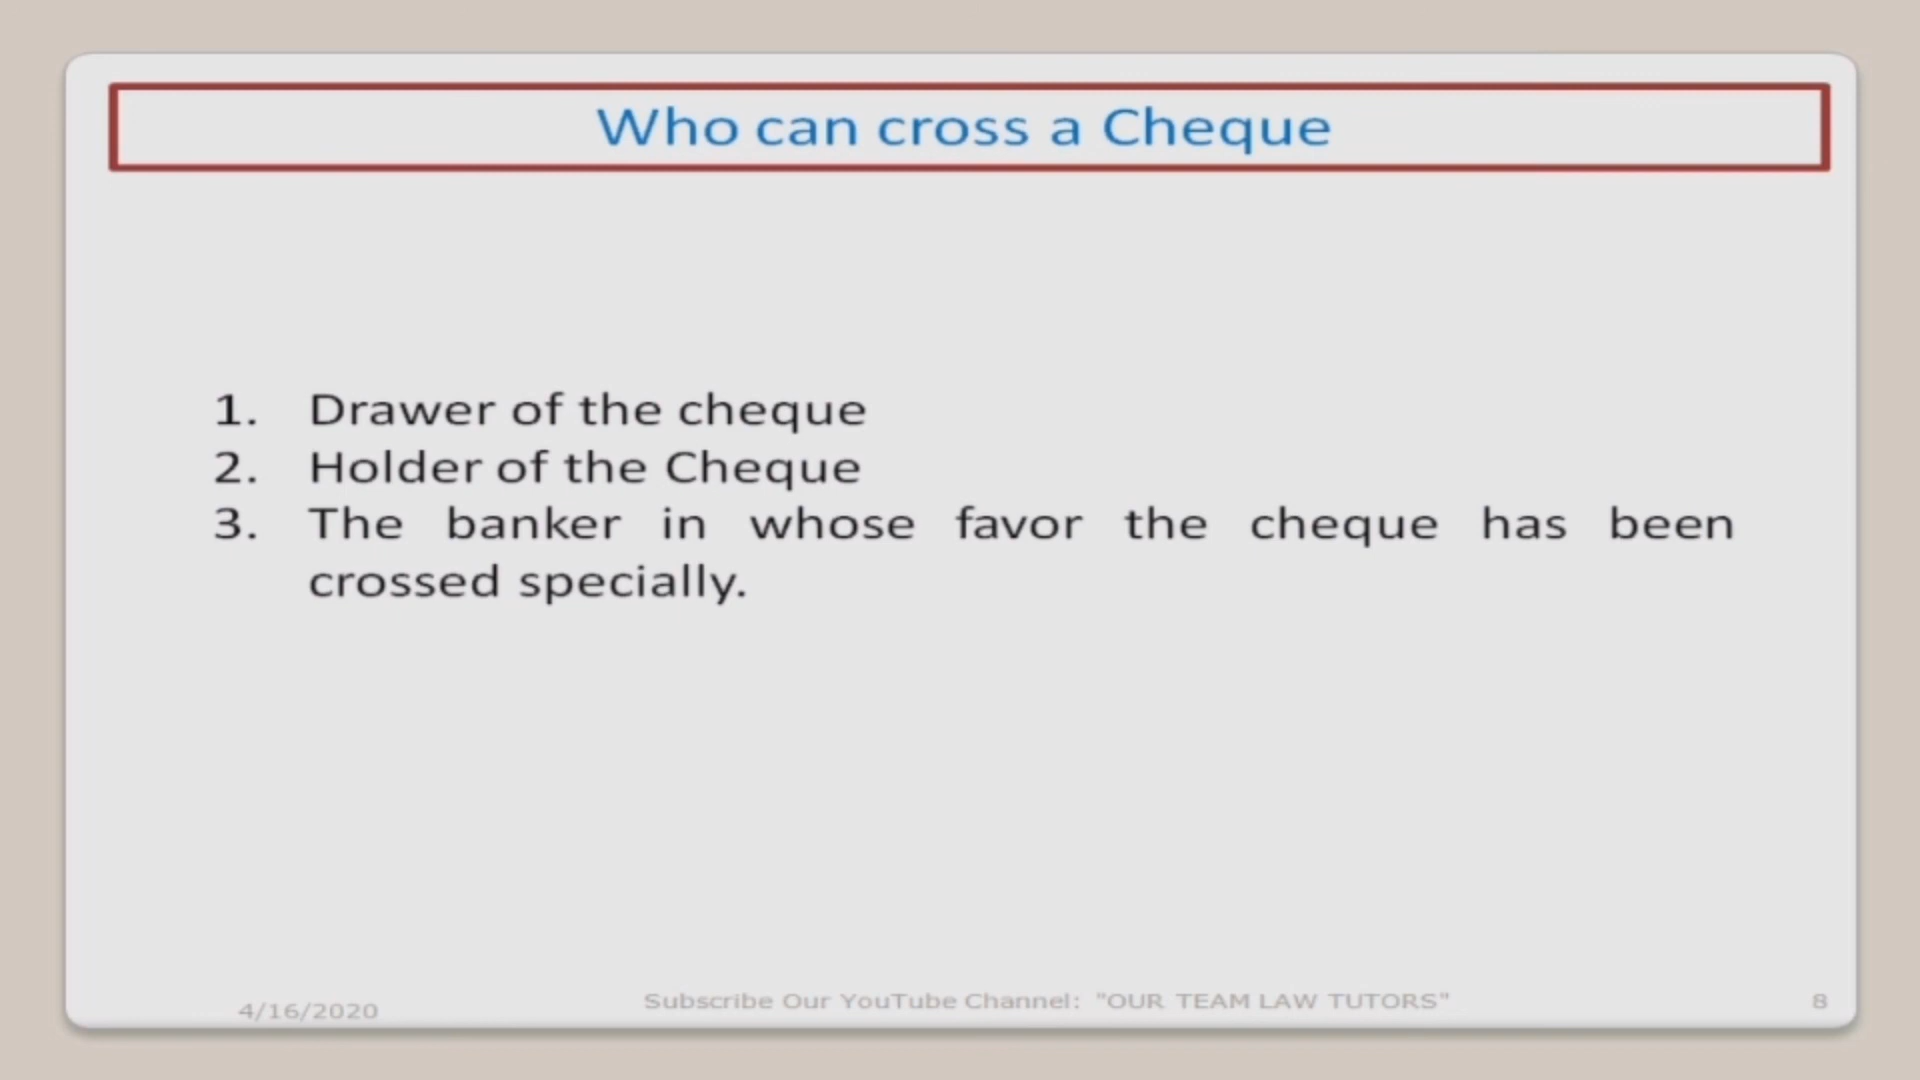 Who can cross a Cheque
1. Drawer of the cheque
2. Holder of the Cheque
3. The banker in whose favor the cheque has been
crossed specially.
4/16/2020
Subscribe Our YouTube Channel: "OUR TEAM LAW TUTORS"
8